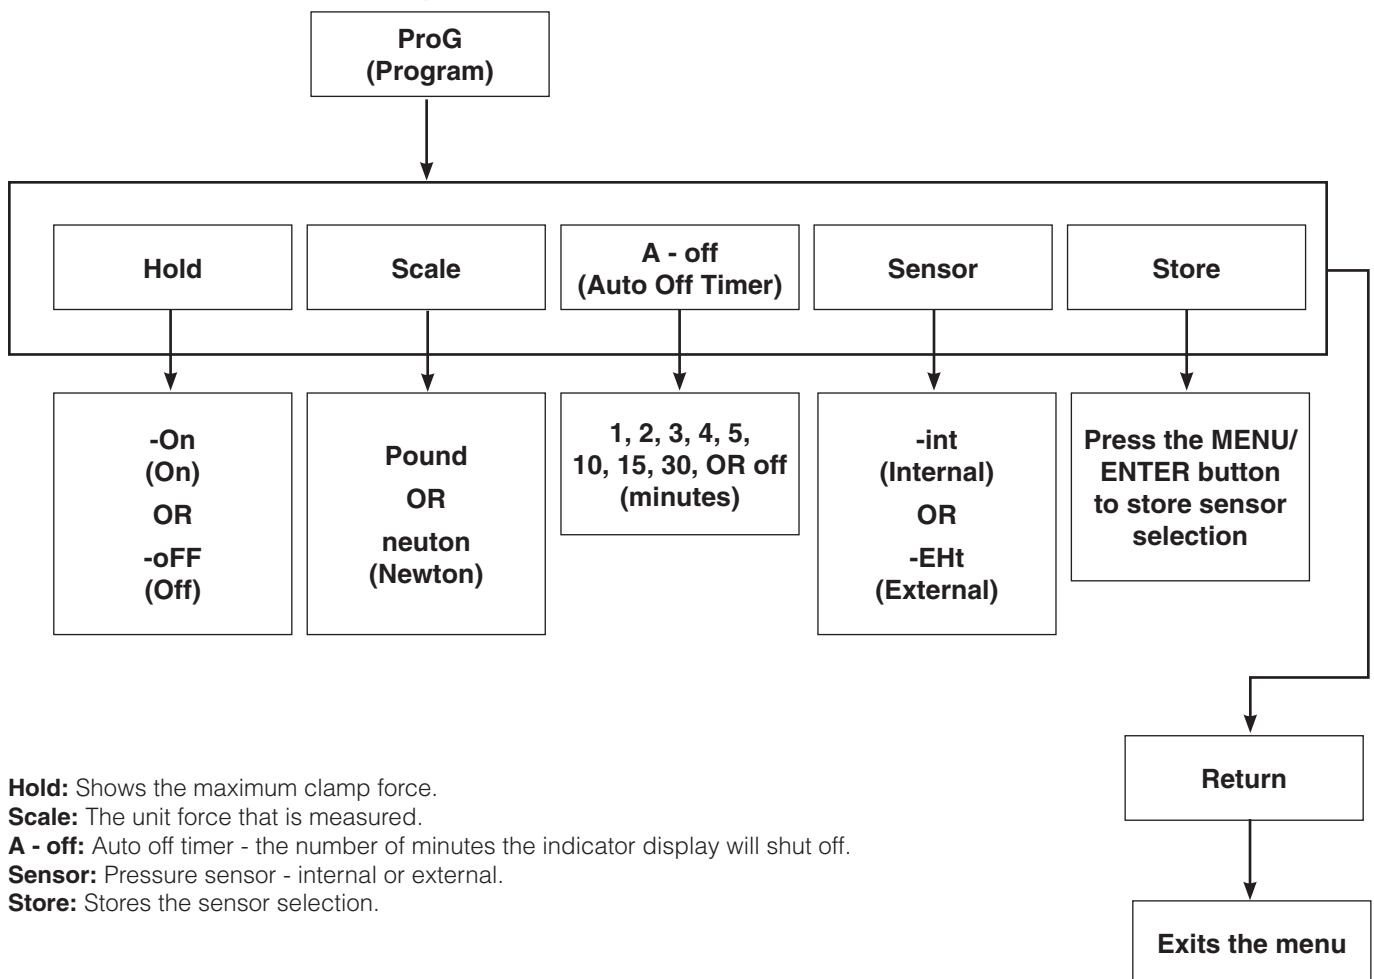 ProG
(Program)
Hold
Scale
A - off
(Auto Off Timer)
Sensor
Store
-On
(On)
OR
-oFF
(Off)
Pound
OR
neuton
(Newton)
1, 2, 3, 4, 5,
10, 15, 30, OR off
(minutes)
-int
(Internal)
OR
-EHt
(External)
Press the MENU/
ENTER button
to store sensor
selection
Return
Exits the menu
Hold: Shows the maximum clamp force.
Scale: The unit force that is measured.
A - off: Auto off timer - the number of minutes the indicator display will shut off.
Sensor: Pressure sensor - internal or external.
Store: Stores the sensor selection.